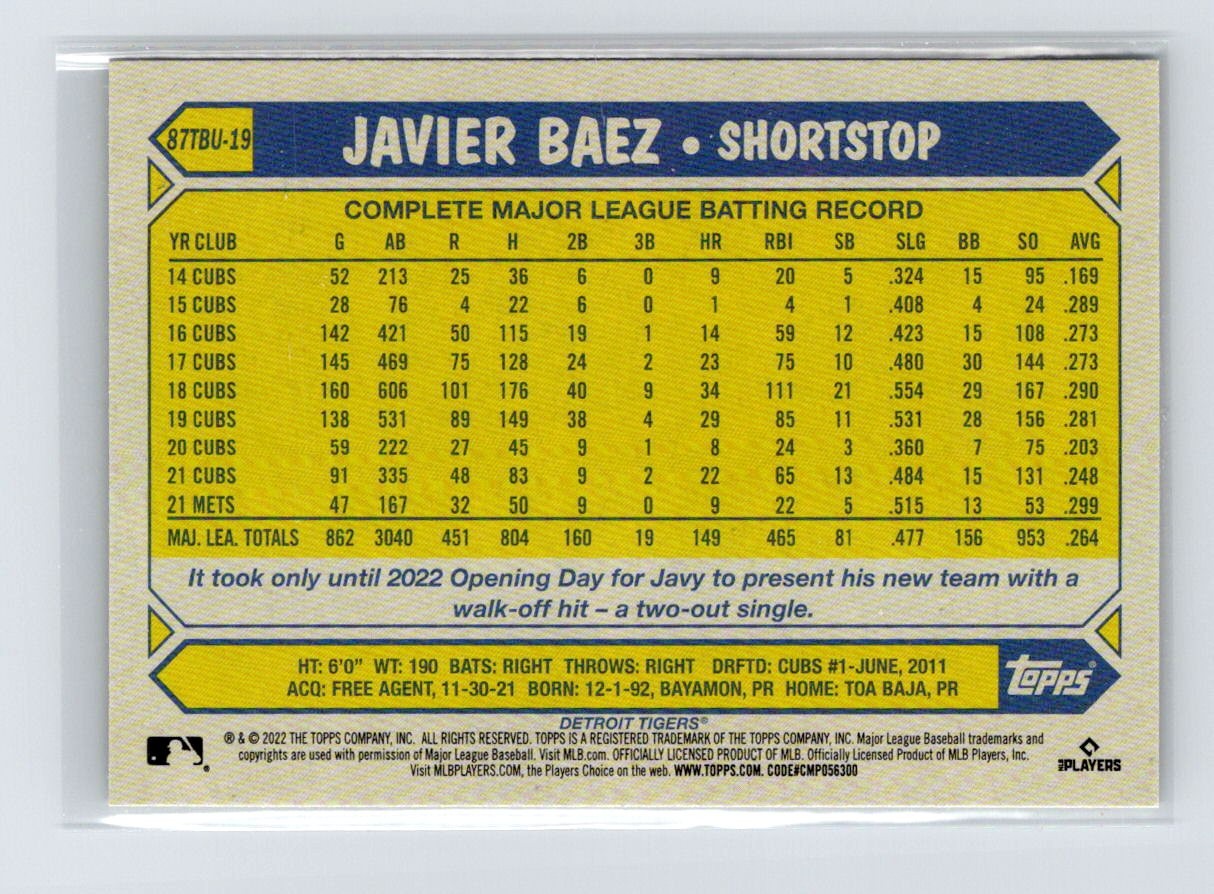 87TBU-19 JAVIER BAEZ • SHORTSTOP
COMPLETE MAJOR LEAGUE BATTING RECORD
YR CLUB G AB R H 2B 3B HR RBI SB SLG BB SO AVG
14 CUBS 52 213 25 36 6 0 9 20 5 .324 15 95 .169
15 CUBS 28 76 4 22 6 0 1 4 1 .408 4 24 .289
16 CUBS 142 421 50 115 19 1 14 59 12 .423 15 108 .273
17 CUBS 145 469 75 128 24 2 23 75 10 .480 30 144 .273
18 CUBS 160 606 101 176 40 9 34 111 21 .554 29 167 .290
19 CUBS 138 531 89 149 38 4 29 85 11 .531 28 156 .281
20 CUBS 59 222 27 45 9 1 8 24 3 .360 7 75 .203
21 CUBS 91 335 48 83 9 2 22 65 13 .484 15 131 .248
21 METS 47 167 32 50 9 0 9 22 5 .515 13 53 .299
MAJ. LEA. TOTALS 862 3040 451 804 160 19 149 465 81 .477 156 953 .264
It took only until 2022 Opening Day for Javy to present his new team with a
walk-off hit – a two-out single.
HT: 6'0" WT: 190 BATS: RIGHT THROWS: RIGHT DRFTD: CUBS #1-JUNE, 2011
ACQ: FREE AGENT, 11-30-21 BORN: 12-1-92, BAYAMON, PR HOME: TOA BAJA, PR
Topps®
DETROIT TIGERS®
® & © 2022 THE TOPPS COMPANY, INC. ALL RIGHTS RESERVED. TOPPS IS A REGISTERED TRADEMARK OF THE TOPPS COMPANY, INC. Major League Baseball trademarks and
copyrights are used with permission of Major League Baseball. Visit MLB.com. OFFICIALLY LICENSED PRODUCT OF MLB. Officially Licensed Product of MLB Players, Inc.
Visit MLBPLAYERS.COM, the Players Choice on the web. WWW.TOPPS.COM. CODE#CMP056300
MLB PLAYERS